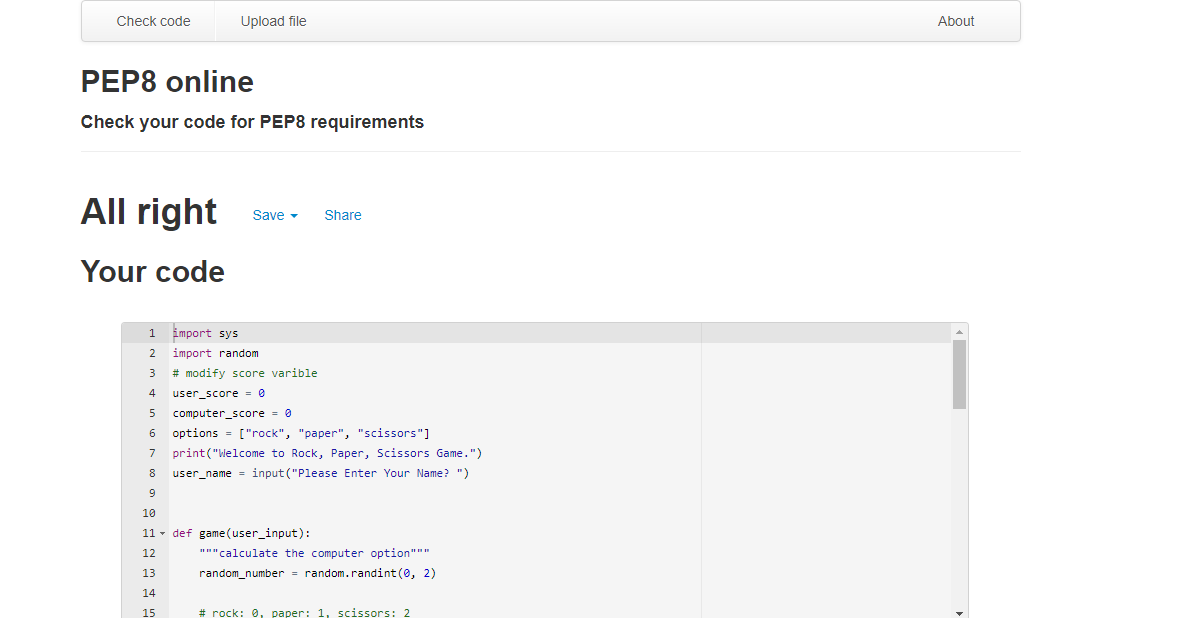 Check code Upload file About
PEP8 online
Check your code for PEP8 requirements
All right Save Share
Your code
1 import sys
2 import random
3 # modify score varible
4 user_score = 0
5 computer_score = 0
6 options = ["rock", "paper", "scissors"]
7 print("Welcome to Rock, Paper, Scissors Game.")
8 user_name = input("Please Enter Your Name? ")
9
10
11 def game(user_input):
12 """calculate the computer option"""
13 random_number = random.randint(0, 2)
14
15 # rock: 0, paper: 1, scissors: 2